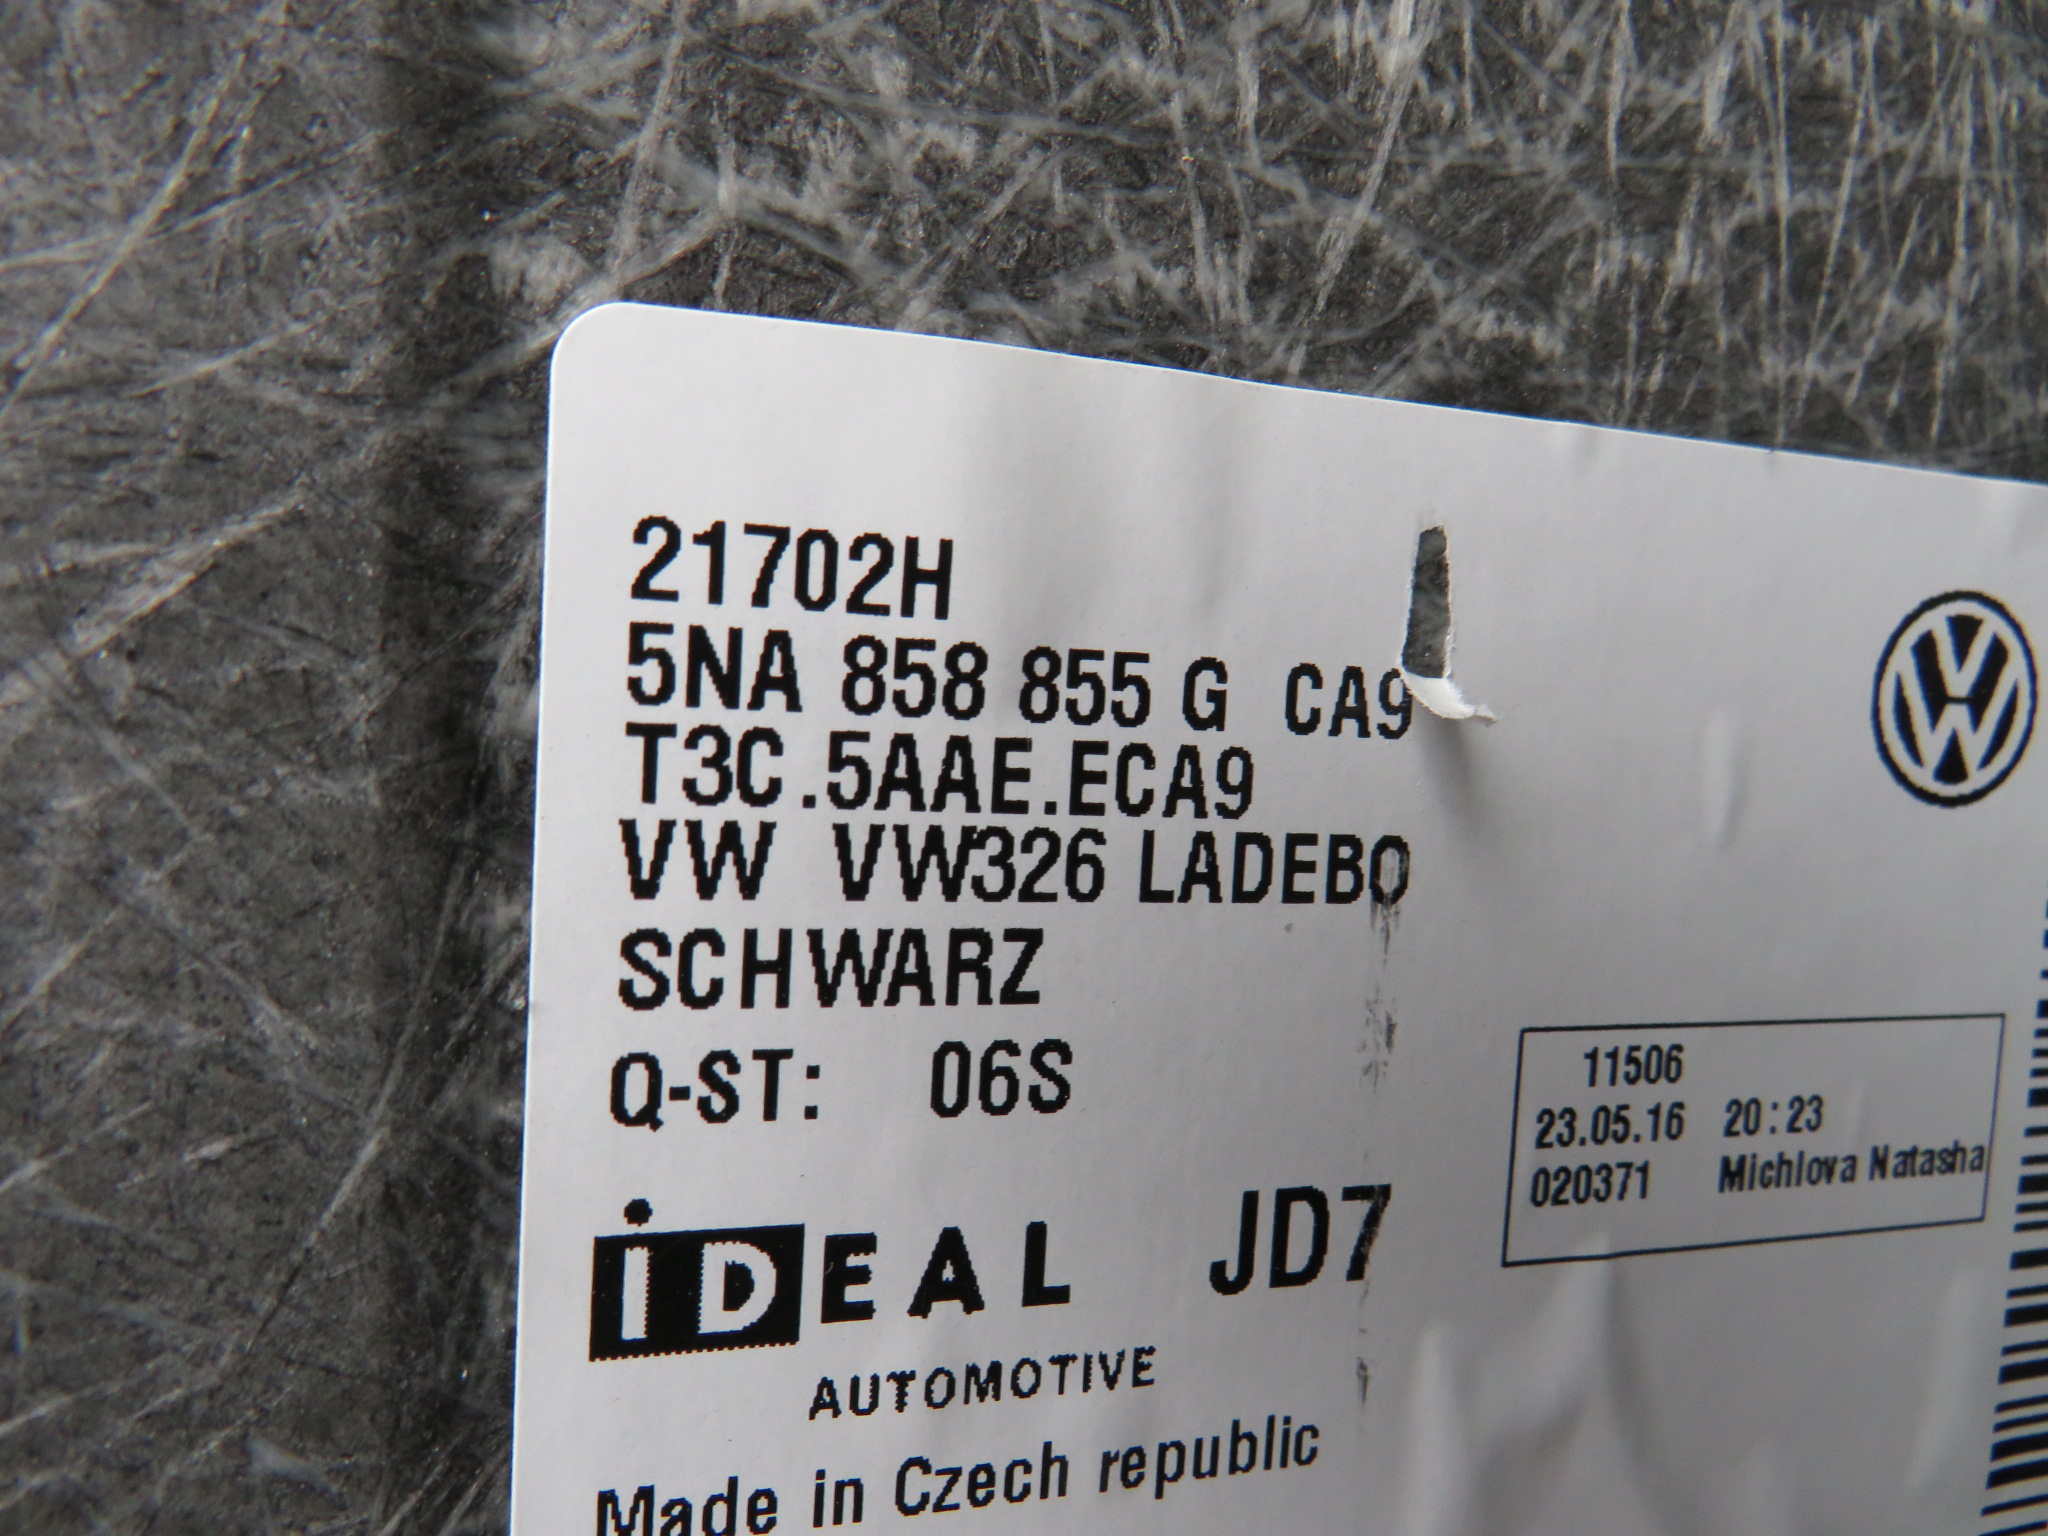 21702H
5NA 858 855 G CA9
T3C.5AAE.ECA9
VW VW326 LADEBO
SCHWARZ
Q-ST: 06S
11506
23.05.16 20:23
020371 Michlova Natasha
iDEAL JD7
AUTOMOTIVE
Made in Czech republic